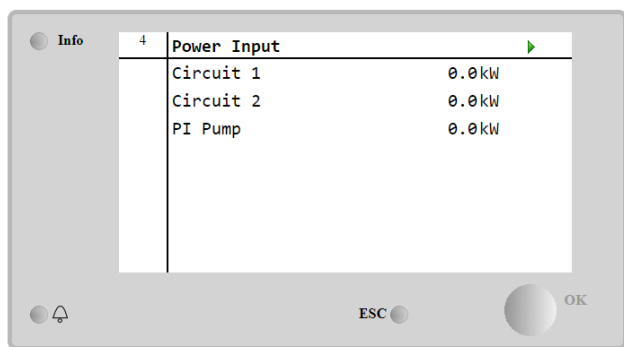 Info
4 Power Input
Circuit 1 0.0kW
Circuit 2 0.0kW
PI Pump 0.0kW
ESC
OK